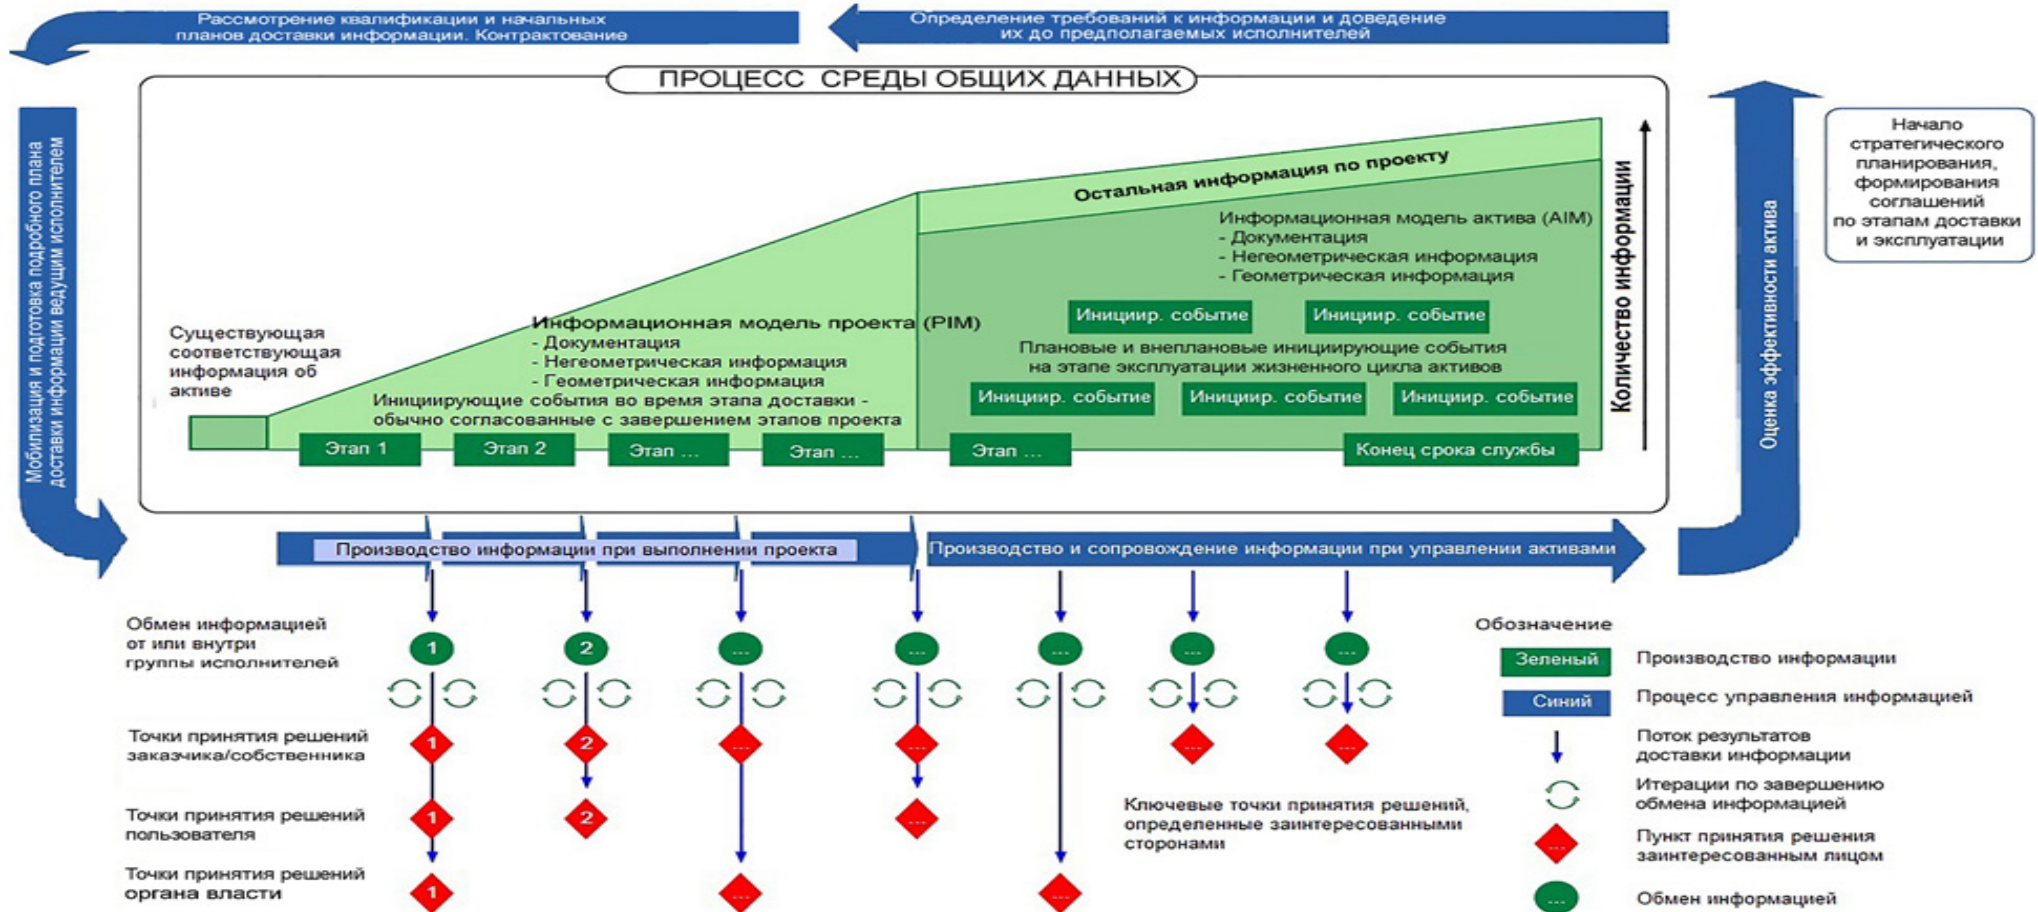 Рассмотрение квалификации и начальных
планов доставки информации. Контрактование
Определение требований к информации и доведение
их до предполагаемых исполнителей
ПРОЦЕСС СРЕДЫ ОБЩИХ ДАННЫХ
Мобилизация и подготовка подробного плана
доставки информации ведущим исполнителем
Начало
стратегического
планирования,
формирования
соглашений
по этапам доставки
и эксплуатации
Оценка эффективности актива
Количество информации
Остальная информация по проекту
Информационная модель актива (AIM)
- Документация
- Негеометрическая информация
- Геометрическая информация
Инициир. событие
Инициир. событие
Плановые и внеплановые инициирующие события
на этапе эксплуатации жизненного цикла активов
Инициир. событие
Инициир. событие
Инициир. событие
Существующая
соответствующая
информация об
активе
Информационная модель проекта (PIM)
- Документация
- Негеометрическая информация
- Геометрическая информация
Инициирующие события во время этапа доставки -
обычно согласованные с завершением этапов проекта
Этап 1
Этап 2
Этап ...
Этап ...
Этап ...
Конец срока службы
Производство информации при выполнении проекта
Производство и сопровождение информации при управлении активами
Обмен информацией
от или внутри
группы исполнителей
1
2
...
...
...
...
...
Точки принятия решений
заказчика/собственника
1
2
...
...
...
...
Точки принятия решений
пользователя
1
2
...
Точки принятия решений
органа власти
1
...
...
Ключевые точки принятия решений,
определенные заинтересованными
сторонами
Обозначение
Зеленый
Производство информации
Синий
Процесс управления информацией
Поток результатов
доставки информации
Итерации по завершению
обмена информацией
...
Пункт принятия решения
заинтересованным лицом
...
Обмен информацией